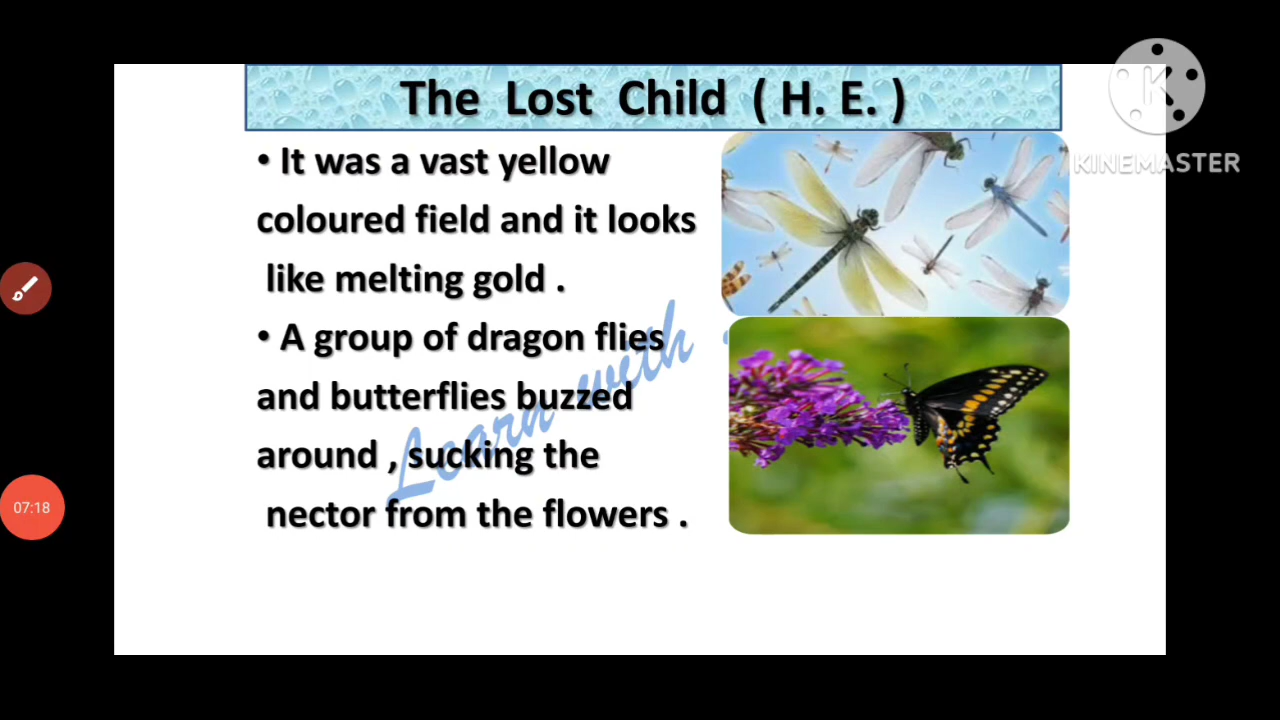 The Lost Child ( H. E. )
KINEMASTER
• It was a vast yellow
coloured field and it looks
like melting gold .
• A group of dragon flies
and butterflies buzzed
around , sucking the
nector from the flowers .
Learn with
07:18